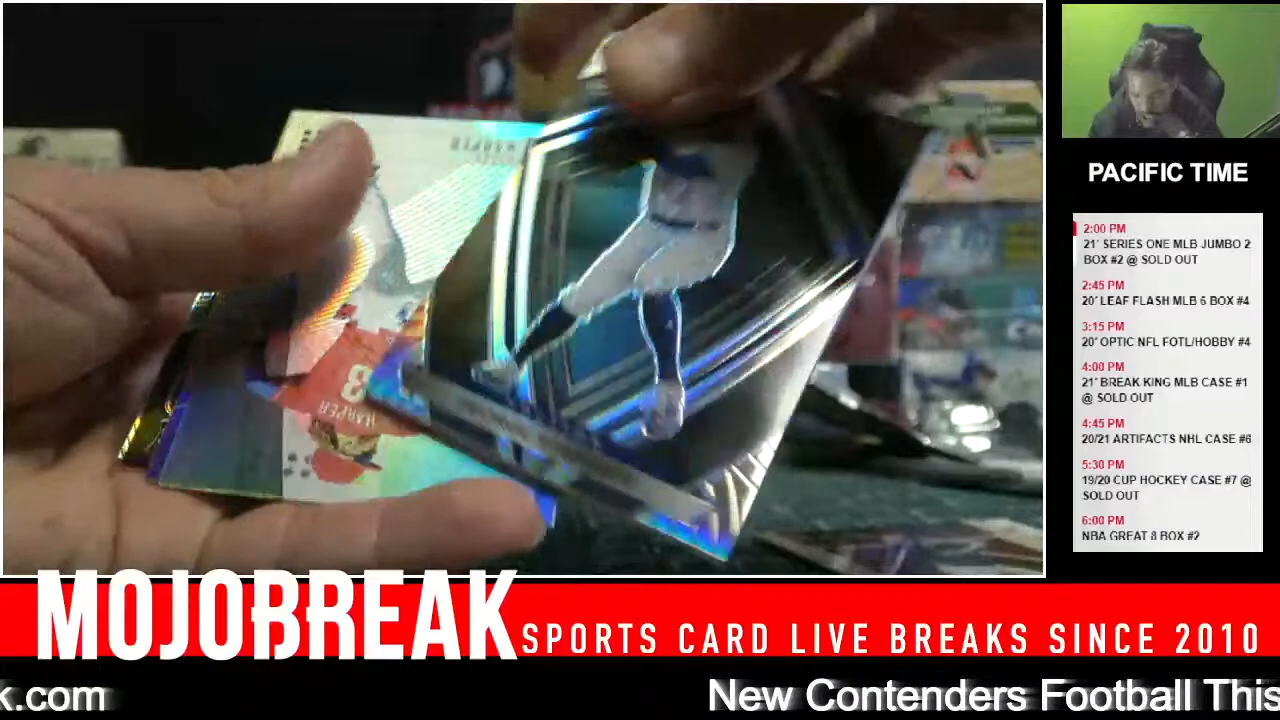 HARPER
3
HARPER
PACIFIC TIME
2:00 PM
21' SERIES ONE MLB JUMBO 2
BOX #2 @ SOLD OUT
2:45 PM
20' LEAF FLASH MLB 6 BOX #4
3:15 PM
20' OPTIC NFL FOTL/HOBBY #4
4:00 PM
21' BREAK KING MLB CASE #1
@ SOLD OUT
4:45 PM
20/21 ARTIFACTS NHL CASE #6
5:30 PM
19/20 CUP HOCKEY CASE #7 @
SOLD OUT
6:00 PM
NBA GREAT 8 BOX #2
MOJOBREAK
SPORTS CARD LIVE BREAKS SINCE 2010
k.com
New Contenders Football This